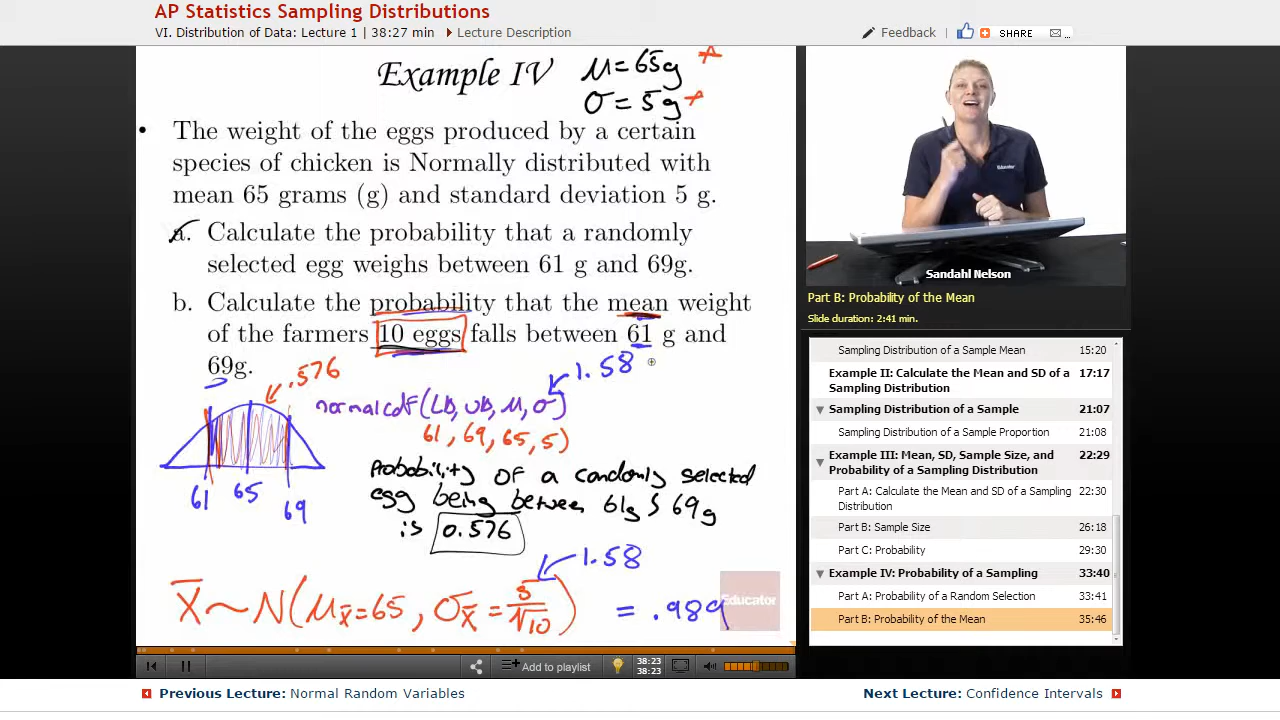 AP Statistics Sampling Distributions
VI. Distribution of Data: Lecture 1 | 38:27 min
Lecture Description
Feedback
SHARE
Example IV
μ = 65g
σ = 5g
• The weight of the eggs produced by a certain
species of chicken is Normally distributed with
mean 65 grams (g) and standard deviation 5 g.
a. Calculate the probability that a randomly
selected egg weighs between 61 g and 69g.
b. Calculate the probability that the mean weight
of the farmers 10 eggs falls between 61 g and
69g.
.576
1.58
normalcdf(LB, UB, μ, σ)
61, 69, 65, 5)
61 65 69
Probability of a randomly selected
egg being between 61g & 69g
is 0.576
1.58
X̄ ~ N(μx̄ = 65, σx̄ = 5/√10) = .989
Educator
Educator
Sandahl Nelson
Part B: Probability of the Mean
Slide duration: 2:41 min.
Sampling Distribution of a Sample Mean 15:20
Example II: Calculate the Mean and SD of a
Sampling Distribution 17:17
Sampling Distribution of a Sample 21:07
Sampling Distribution of a Sample Proportion 21:08
Example III: Mean, SD, Sample Size, and
Probability of a Sampling Distribution 22:29
Part A: Calculate the Mean and SD of a Sampling
Distribution 22:30
Part B: Sample Size 26:18
Part C: Probability 29:30
Example IV: Probability of a Sampling 33:40
Part A: Probability of a Random Selection 33:41
Part B: Probability of the Mean 35:46
Add to playlist
38:23
38:23
Previous Lecture: Normal Random Variables
Next Lecture: Confidence Intervals